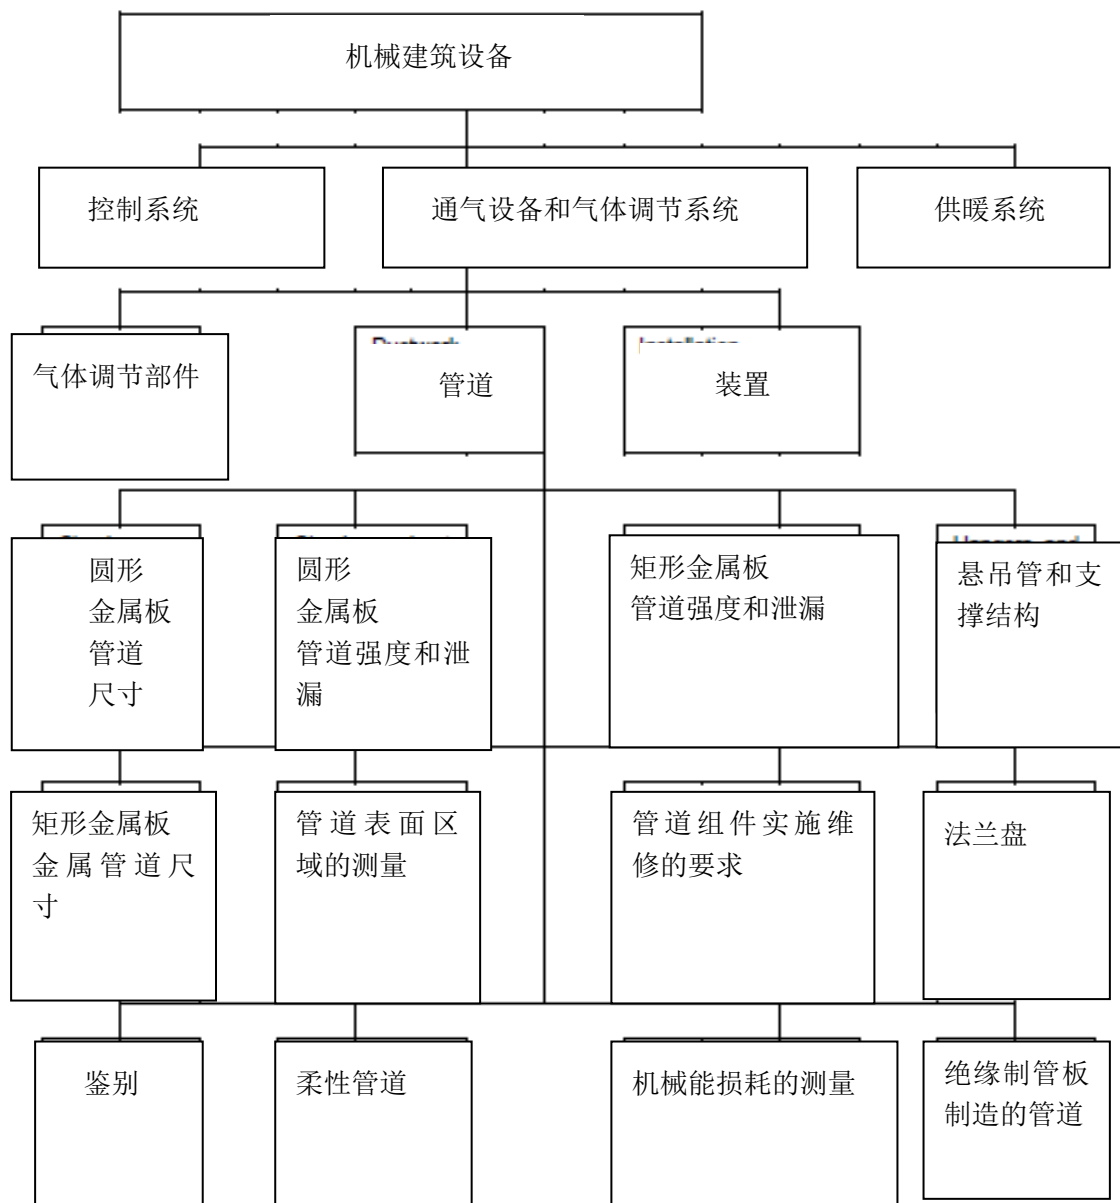 机械建筑设备
控制系统
通气设备和气体调节系统
供暖系统
气体调节部件
管道
装置
圆形
金属板
管道
尺寸
圆形
金属板
管道强度和泄
漏
矩形金属板
管道强度和泄漏
悬吊管和支
撑结构
矩形金属板
金属管道尺
寸
管道表面区
域的测量
管道组件实施维
修的要求
法兰盘
鉴别
柔性管道
机械能损耗的测量
绝缘制管板
制造的管道